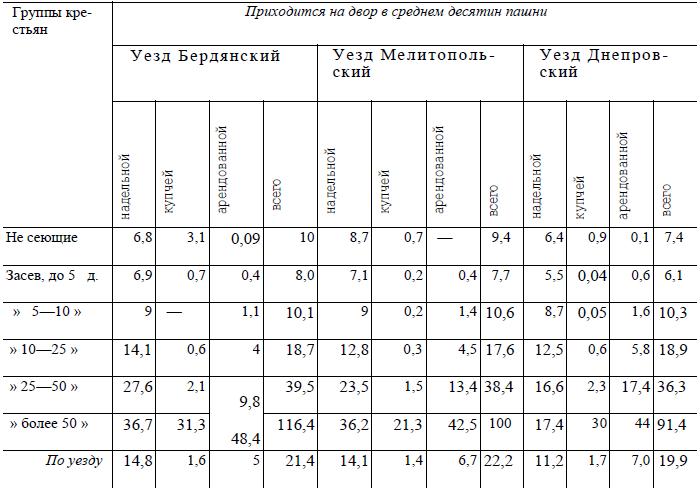 Группы кре-
стьян
Приходится на двор в среднем десятин пашни
Уезд Бердянский
Уезд Мелитополь-
ский
Уезд Днепров-
ский
надельной купчей арендованной всего надельной купчей арендованной всего надельной купчей арендованной всего
Не сеющие 6,8 3,1 0,09 10 8,7 0,7 — 9,4 6,4 0,9 0,1 7,4
Засев, до 5 д. 6,9 0,7 0,4 8,0 7,1 0,2 0,4 7,7 5,5 0,04 0,6 6,1
» 5—10 » 9 — 1,1 10,1 9 0,2 1,4 10,6 8,7 0,05 1,6 10,3
» 10—25 » 14,1 0,6 4 18,7 12,8 0,3 4,5 17,6 12,5 0,6 5,8 18,9
» 25—50 » 27,6 2,1 9,8 39,5 23,5 1,5 13,4 38,4 16,6 2,3 17,4 36,3
» более 50 » 36,7 31,3 48,4 116,4 36,2 21,3 42,5 100 17,4 30 44 91,4
По уезду 14,8 1,6 5 21,4 14,1 1,4 6,7 22,2 11,2 1,7 7,0 19,9